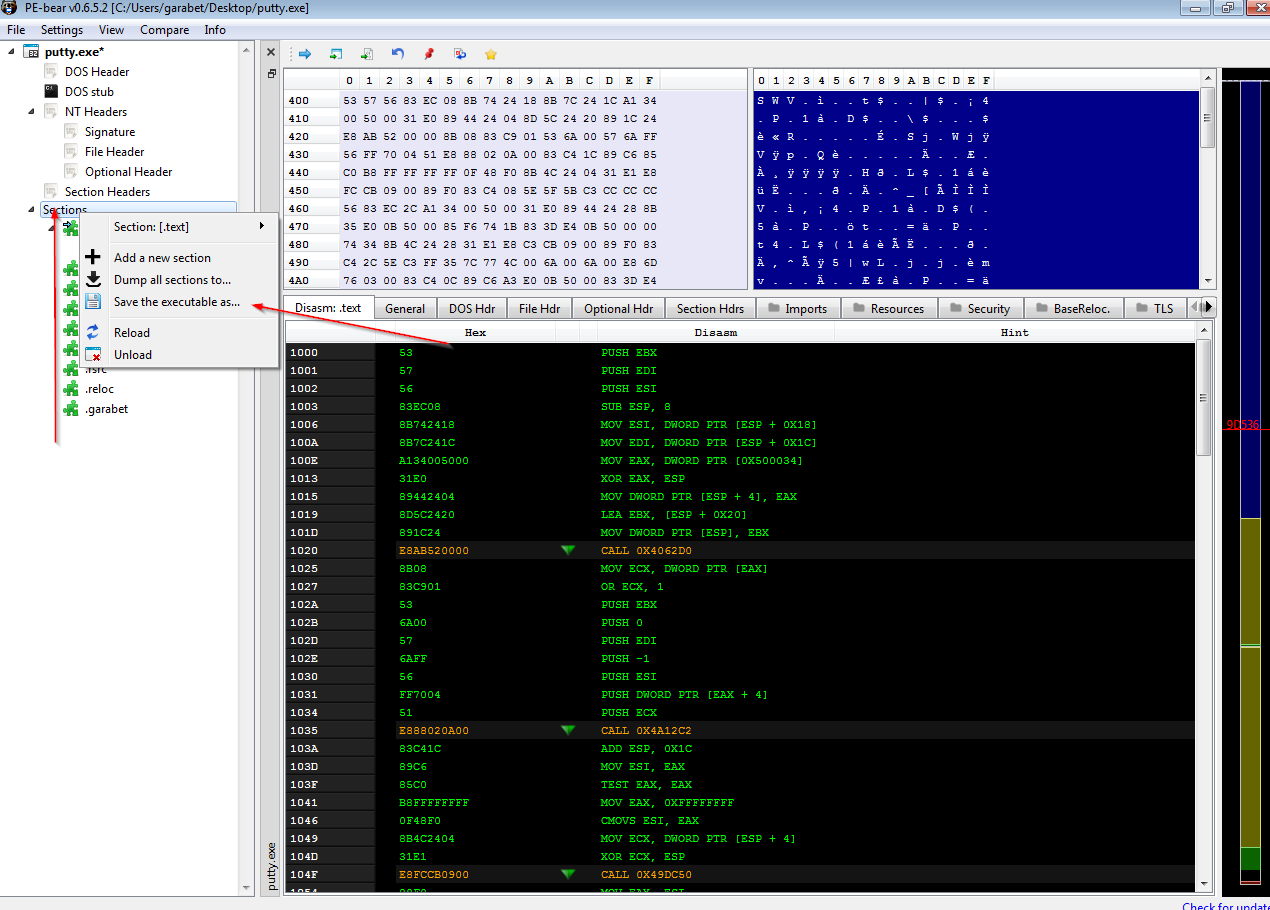 PE-bear v0.6.5.2 [C:/Users/garabet/Desktop/putty.exe]
File Settings View Compare Info
putty.exe*
DOS Header
DOS stub
NT Headers
Signature
File Header
Optional Header
Section Headers
Sections
Section: [.text]
Add a new section
Dump all sections to...
Save the executable as...
Reload
Unload
.rsrc
.reloc
.garabet
putty.exe
0 1 2 3 4 5 6 7 8 9 A B C D E F
400 53 57 56 83 EC 08 8B 74 24 18 8B 7C 24 1C A1 34
410 00 50 00 31 E0 89 44 24 04 8D 5C 24 20 89 1C 24
420 E8 AB 52 00 00 8B 08 83 C9 01 53 6A 00 57 6A FF
430 56 FF 70 04 51 E8 88 02 0A 00 83 C4 1C 89 C6 85
440 C0 B8 FF FF FF FF 0F 48 F0 8B 4C 24 04 31 E1 E8
450 FC CB 09 00 89 F0 83 C4 08 5E 5F 5B C3 CC CC CC
460 56 83 EC 2C A1 34 00 50 00 31 E0 89 44 24 28 8B
470 35 E0 0B 50 00 85 F6 74 1B 83 3D E4 0B 50 00 00
480 74 34 8B 4C 24 28 31 E1 E8 C3 CB 09 00 89 F0 83
490 C4 2C 5E C3 FF 35 7C 77 4C 00 6A 00 6A 00 E8 6D
4A0 76 03 00 83 C4 0C 89 C6 A3 E0 0B 50 00 83 3D E4
0 1 2 3 4 5 6 7 8 9 A B C D E F
S W V . ì . . t $ . . | $ . ¡ 4
. P . 1 à . D $ . . \ $ . . . $
è « R . . . . . É . S j . W j ÿ
V ÿ p . Q è . . . . . Ä . . Æ .
À ¸ ÿ ÿ ÿ ÿ . H ð . L $ . 1 á è
ü Ë . . . ð . Ä . ^ _ [ Ã Ì Ì Ì
V . ì , ¡ 4 . P . 1 à . D $ ( .
5 à . P . . ö t . . = ä . P . .
t 4 . L $ ( 1 á è Ã Ë . . . ð .
Ä , ^ Ã ÿ 5 | w L . j . j . è m
v . . . Ä . . Æ £ à . P . . = ä
Disasm: .text General DOS Hdr File Hdr Optional Hdr Section Hdrs Imports Resources Security BaseReloc. TLS
Hex Disasm Hint
1000 53 PUSH EBX
1001 57 PUSH EDI
1002 56 PUSH ESI
1003 83EC08 SUB ESP, 8
1006 8B742418 MOV ESI, DWORD PTR [ESP + 0X18]
100A 8B7C241C MOV EDI, DWORD PTR [ESP + 0X1C]
100E A134005000 MOV EAX, DWORD PTR [0X500034]
1013 31E0 XOR EAX, ESP
1015 89442404 MOV DWORD PTR [ESP + 4], EAX
1019 8D5C2420 LEA EBX, [ESP + 0X20]
101D 891C24 MOV DWORD PTR [ESP], EBX
1020 E8AB520000 CALL 0X4062D0
1025 8B08 MOV ECX, DWORD PTR [EAX]
1027 83C901 OR ECX, 1
102A 53 PUSH EBX
102B 6A00 PUSH 0
102D 57 PUSH EDI
102E 6AFF PUSH -1
1030 56 PUSH ESI
1031 FF7004 PUSH DWORD PTR [EAX + 4]
1034 51 PUSH ECX
1035 E888020A00 CALL 0X4A12C2
103A 83C41C ADD ESP, 0X1C
103D 89C6 MOV ESI, EAX
103F 85C0 TEST EAX, EAX
1041 B8FFFFFFFF MOV EAX, 0XFFFFFFFF
1046 0F48F0 CMOVS ESI, EAX
1049 8B4C2404 MOV ECX, DWORD PTR [ESP + 4]
104D 31E1 XOR ECX, ESP
104F E8FCCB0900 CALL 0X49DC50
9D536
Check for update